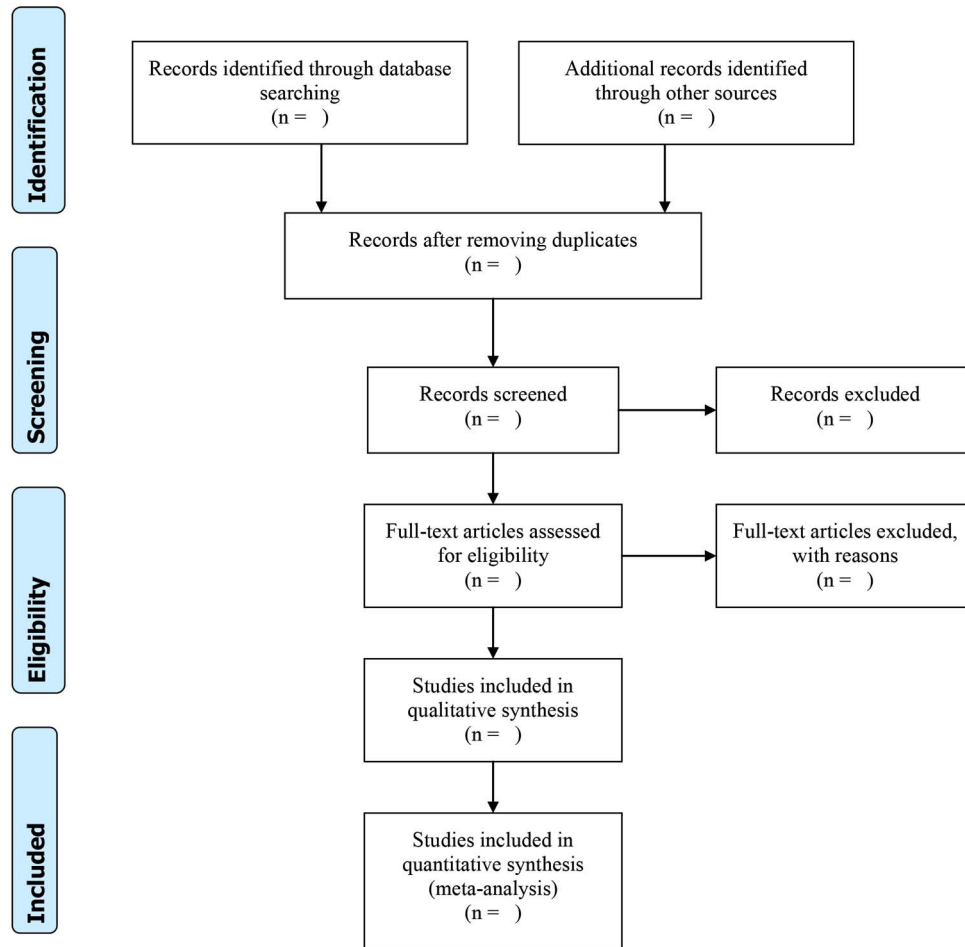 Identification
Records identified through database
searching
(n =   )
Additional records identified
through other sources
(n =   )
Records after removing duplicates
(n =   )
Screening
Records screened
(n =   )
Records excluded
(n =   )
Eligibility
Full-text articles assessed
for eligibility
(n =   )
Full-text articles excluded,
with reasons
(n =   )
Studies included in
qualitative synthesis
(n =   )
Included
Studies included in
quantitative synthesis
(meta-analysis)
(n =   )